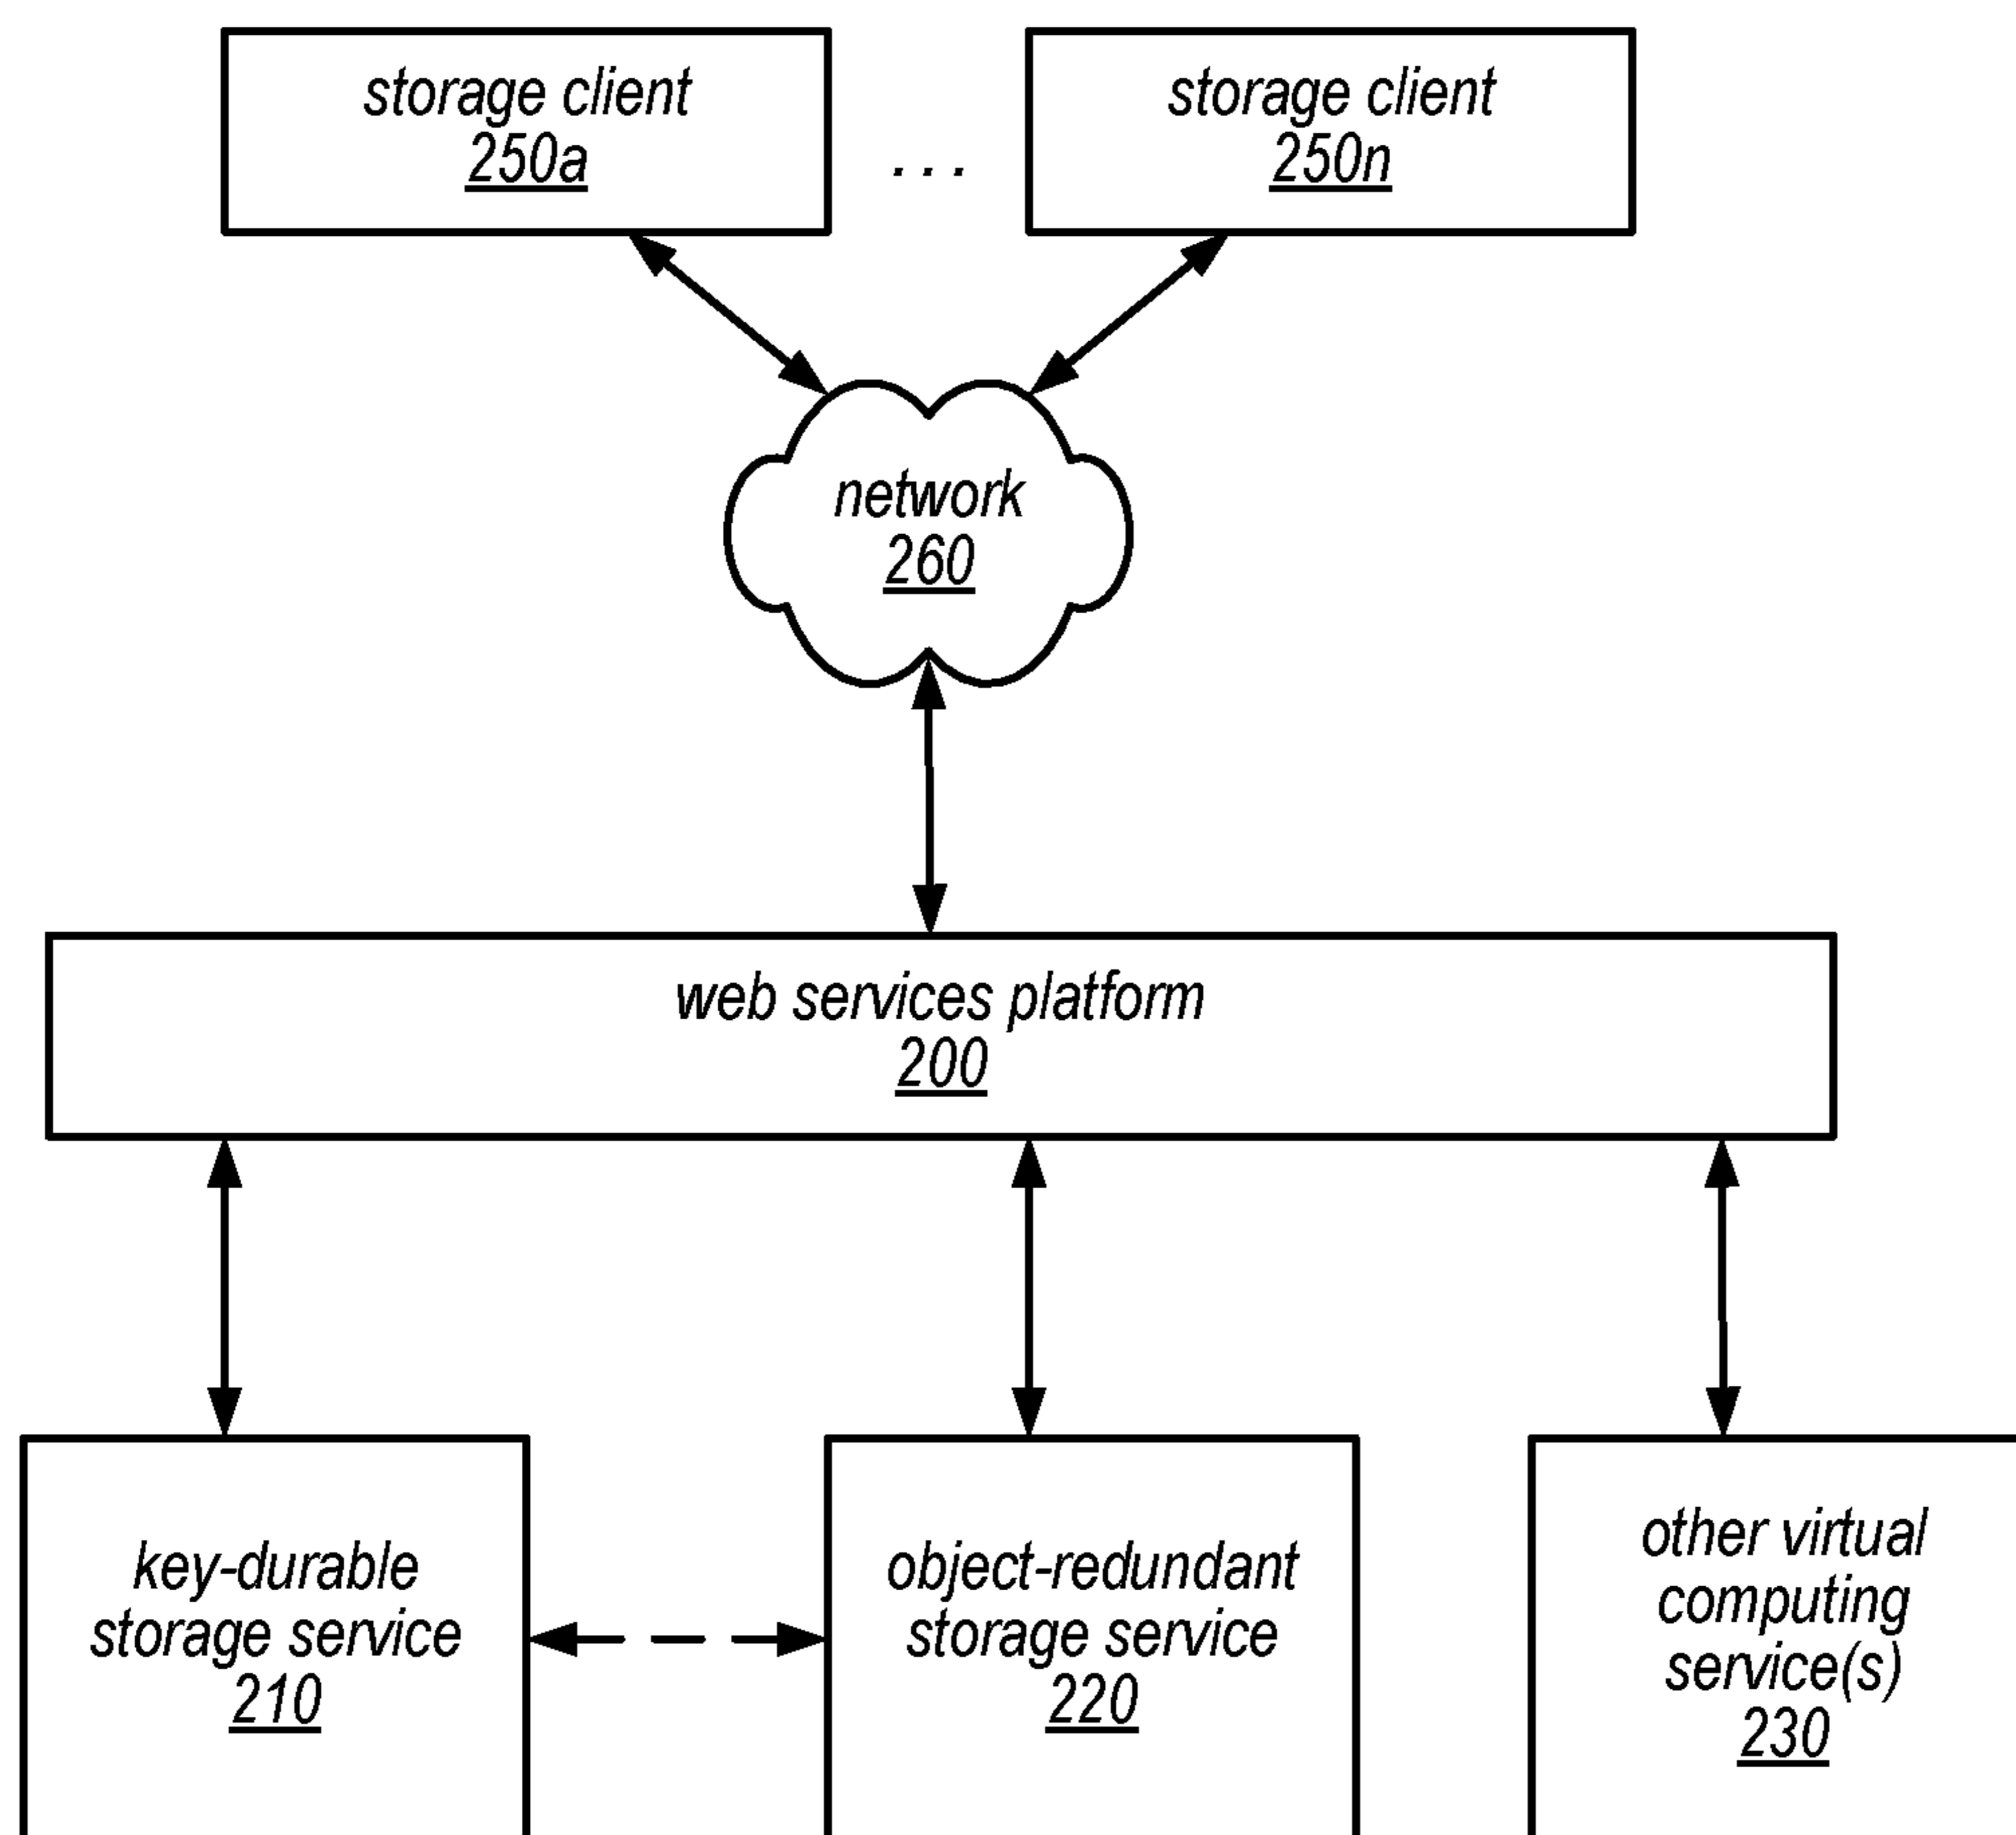 storage client
250a
...
storage client
250n
network
260
web services platform
200
key-durable
storage service
210
object-redundant
storage service
220
other virtual
computing
service(s)
230